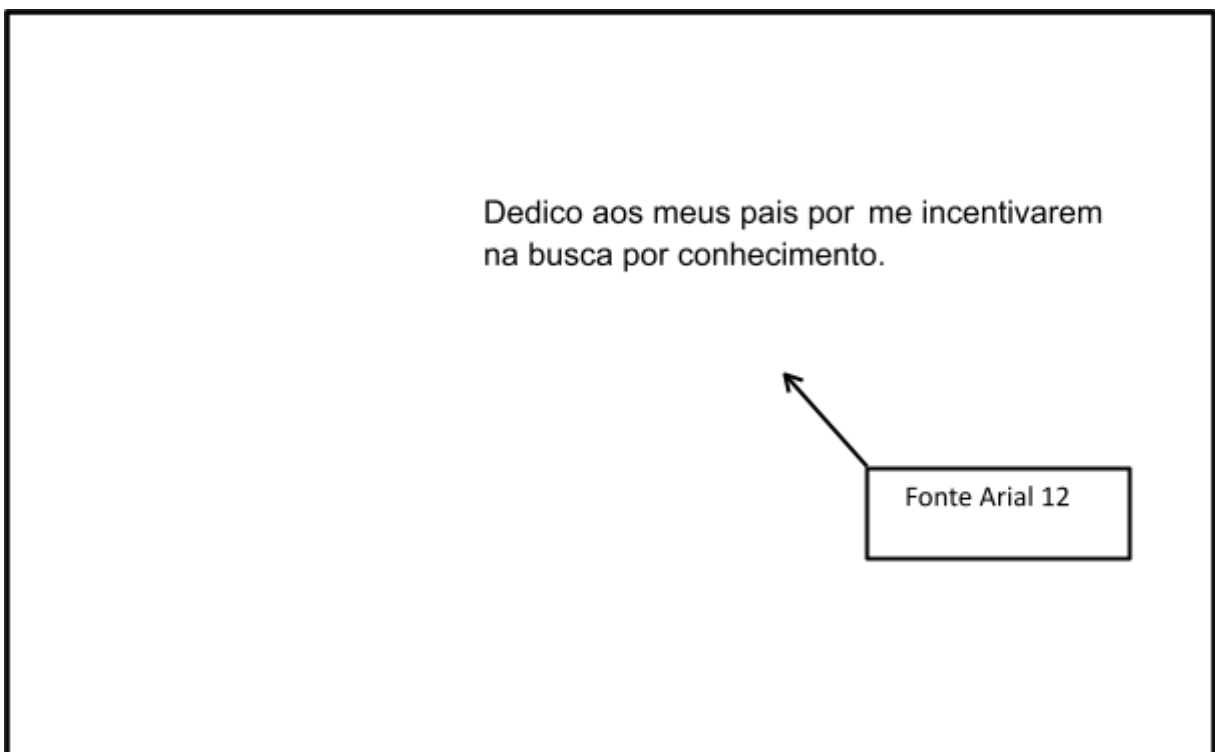 Dedico aos meus pais por me incentivarem
na busca por conhecimento.
Fonte Arial 12